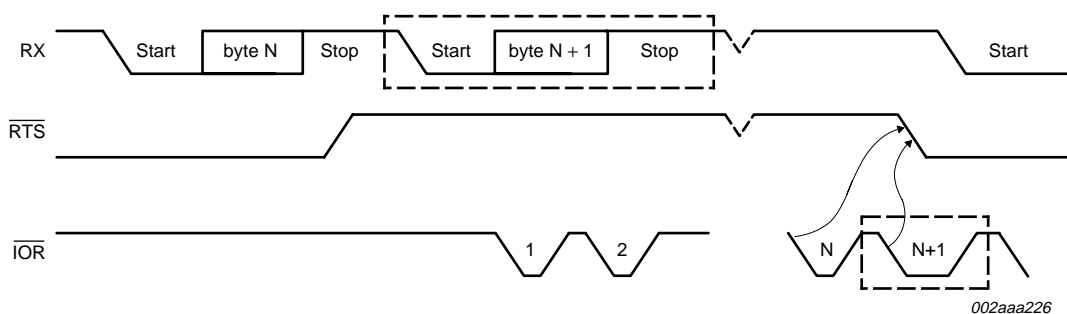 RX Start byte N Stop Start byte N + 1 Stop Start
RTS
IOR 1 2 N N+1
002aaa226